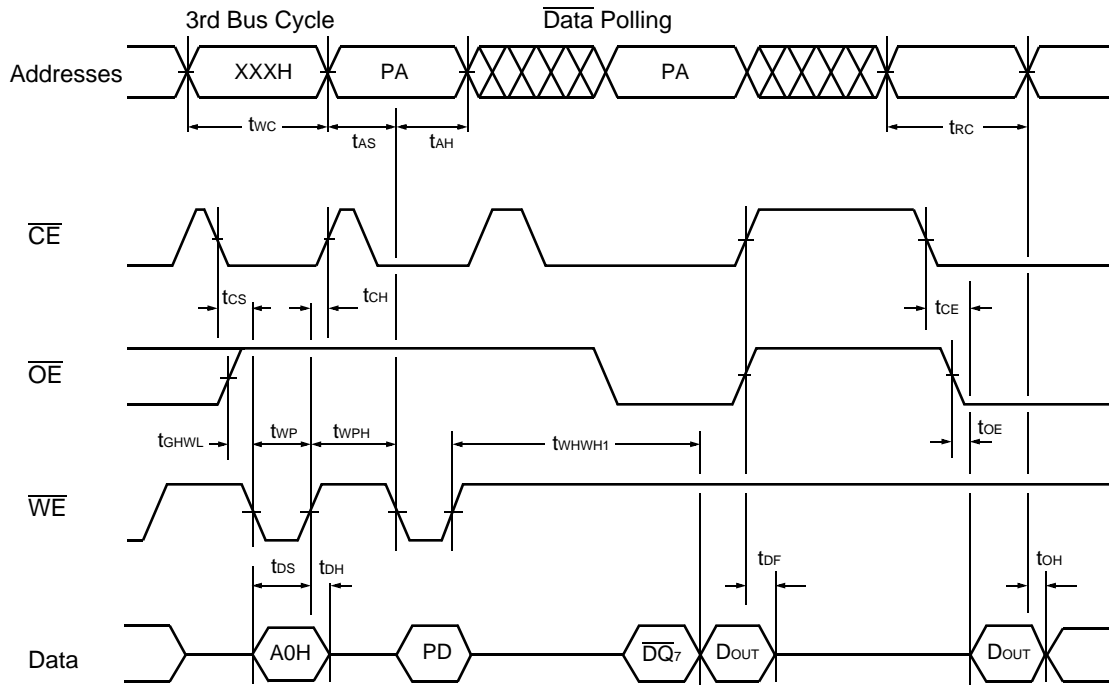 3rd Bus Cycle Data Polling
Addresses XXXH PA PA
tWC tAS tAH tRC
CE
tCS tCH tCE
OE
tGHWL tWP tWPH tWHWH1 tOE
WE
tDS tDH tDF tOH
Data A0H PD DQ7 DOUT DOUT